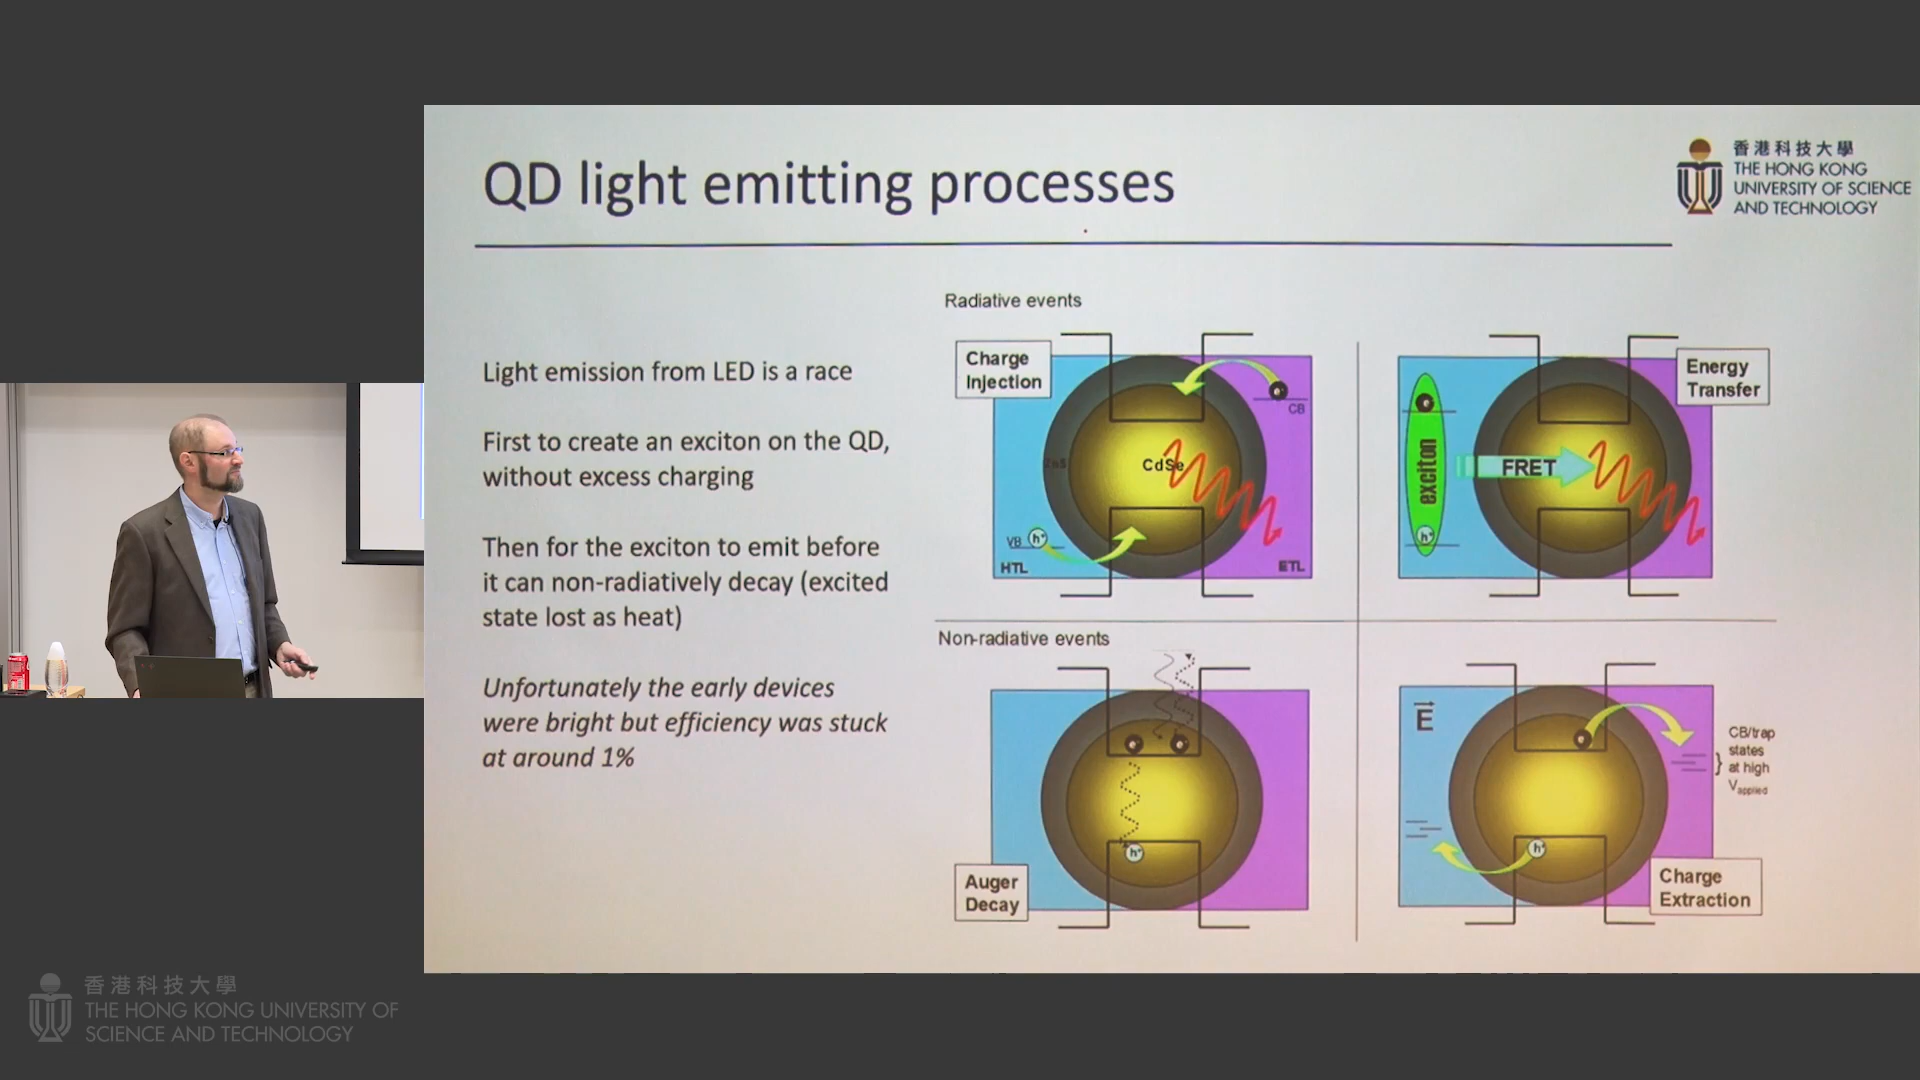 QD light emitting processes
香港科技大學
THE HONG KONG
UNIVERSITY OF SCIENCE
AND TECHNOLOGY
Light emission from LED is a race
First to create an exciton on the QD,
without excess charging
Then for the exciton to emit before
it can non-radiatively decay (excited
state lost as heat)
Unfortunately the early devices
were bright but efficiency was stuck
at around 1%
Radiative events
Charge
Injection
CB
ZnS
CdSe
VB
h+
HTL
ETL
Energy
Transfer
exciton
FRET
h+
Non-radiative events
h+
Auger
Decay
E
CB/trap
states
at high
Vapplied
h+
Charge
Extraction
香港科技大學
THE HONG KONG UNIVERSITY OF
SCIENCE AND TECHNOLOGY